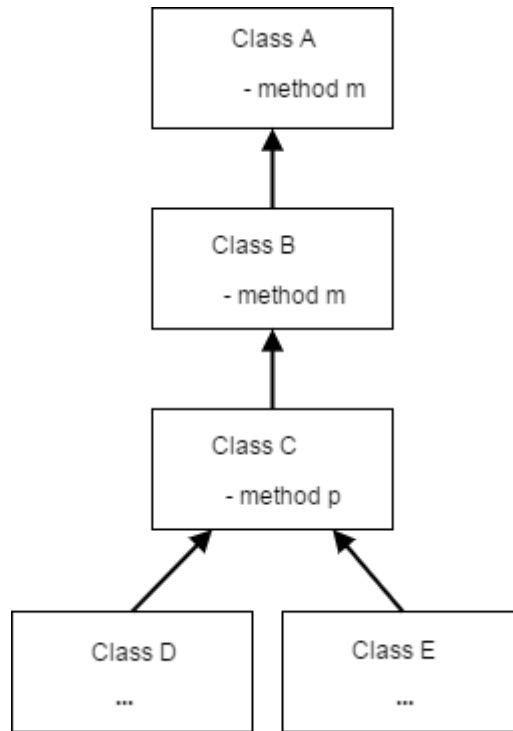 Class A
- method m
Class B
- method m
Class C
- method p
Class D
...
Class E
...